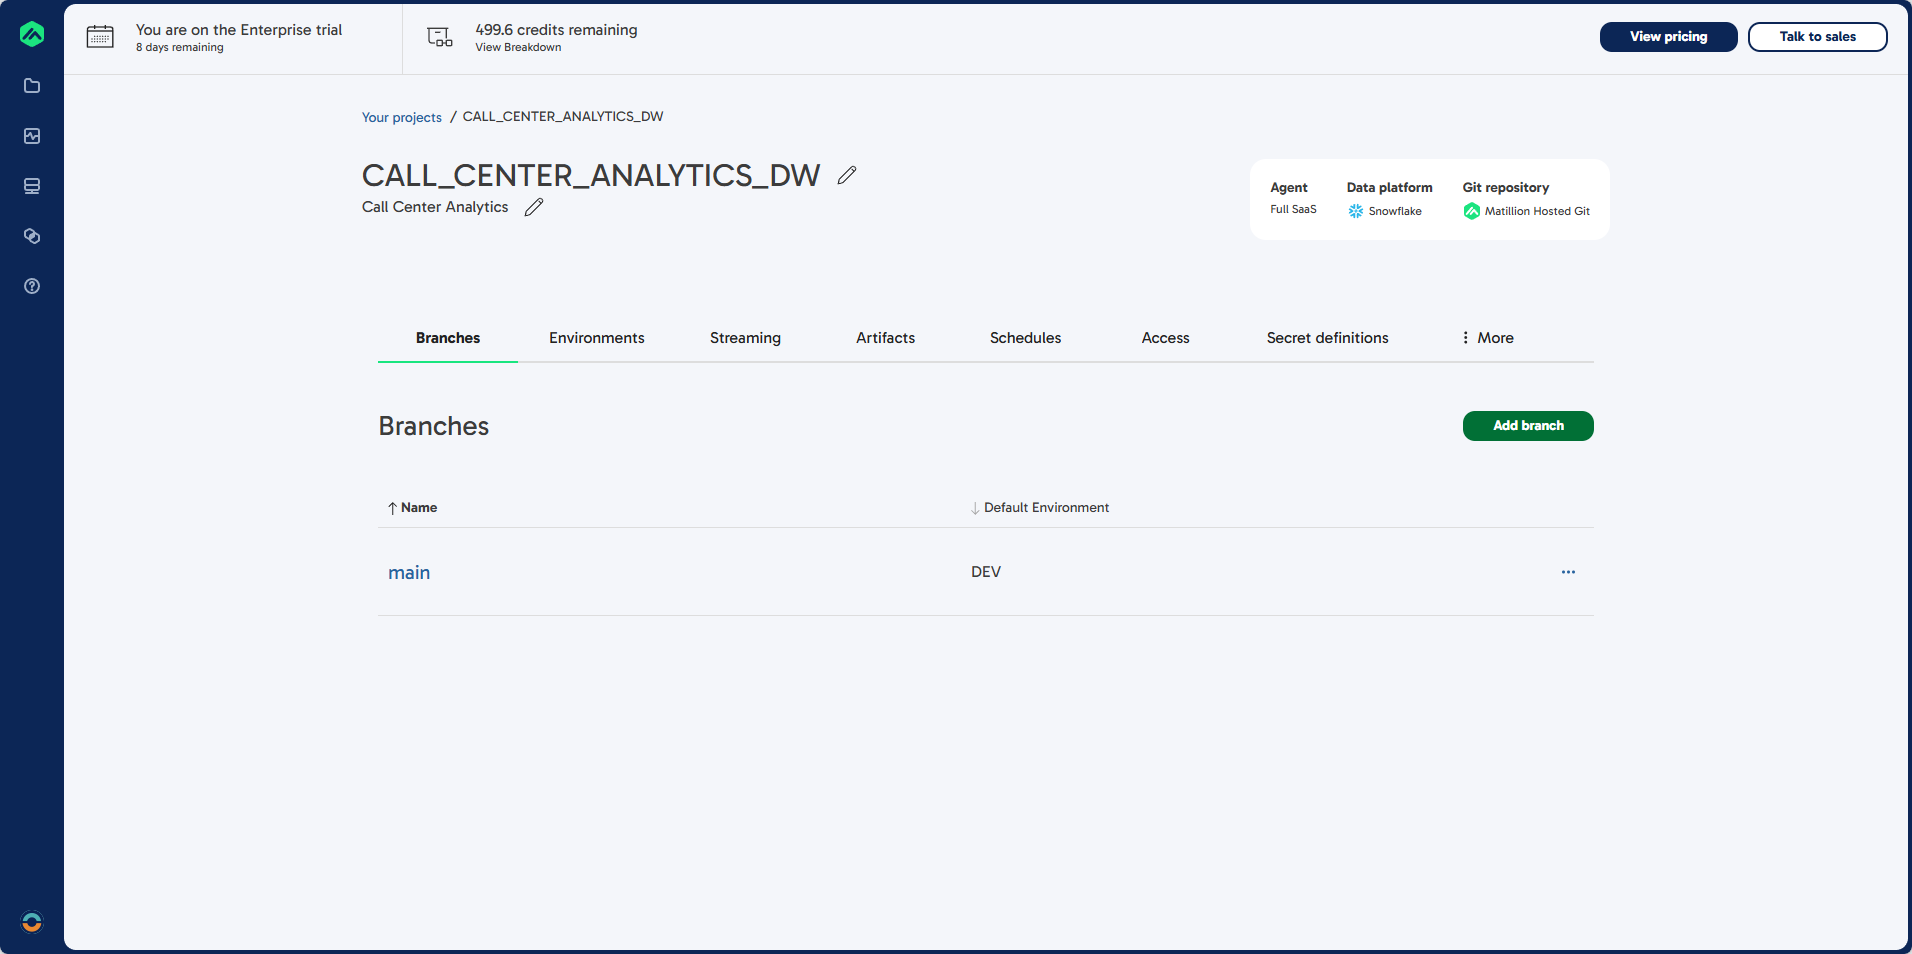 You are on the Enterprise trial
8 days remaining
499.6 credits remaining
View Breakdown
View pricing
Talk to sales
Your projects / CALL_CENTER_ANALYTICS_DW
CALL_CENTER_ANALYTICS_DW
Call Center Analytics
Agent
Full SaaS
Data platform
Snowflake
Git repository
Matillion Hosted Git
Branches
Environments
Streaming
Artifacts
Schedules
Access
Secret definitions
More
Branches
Add branch
Name
Default Environment
main
DEV